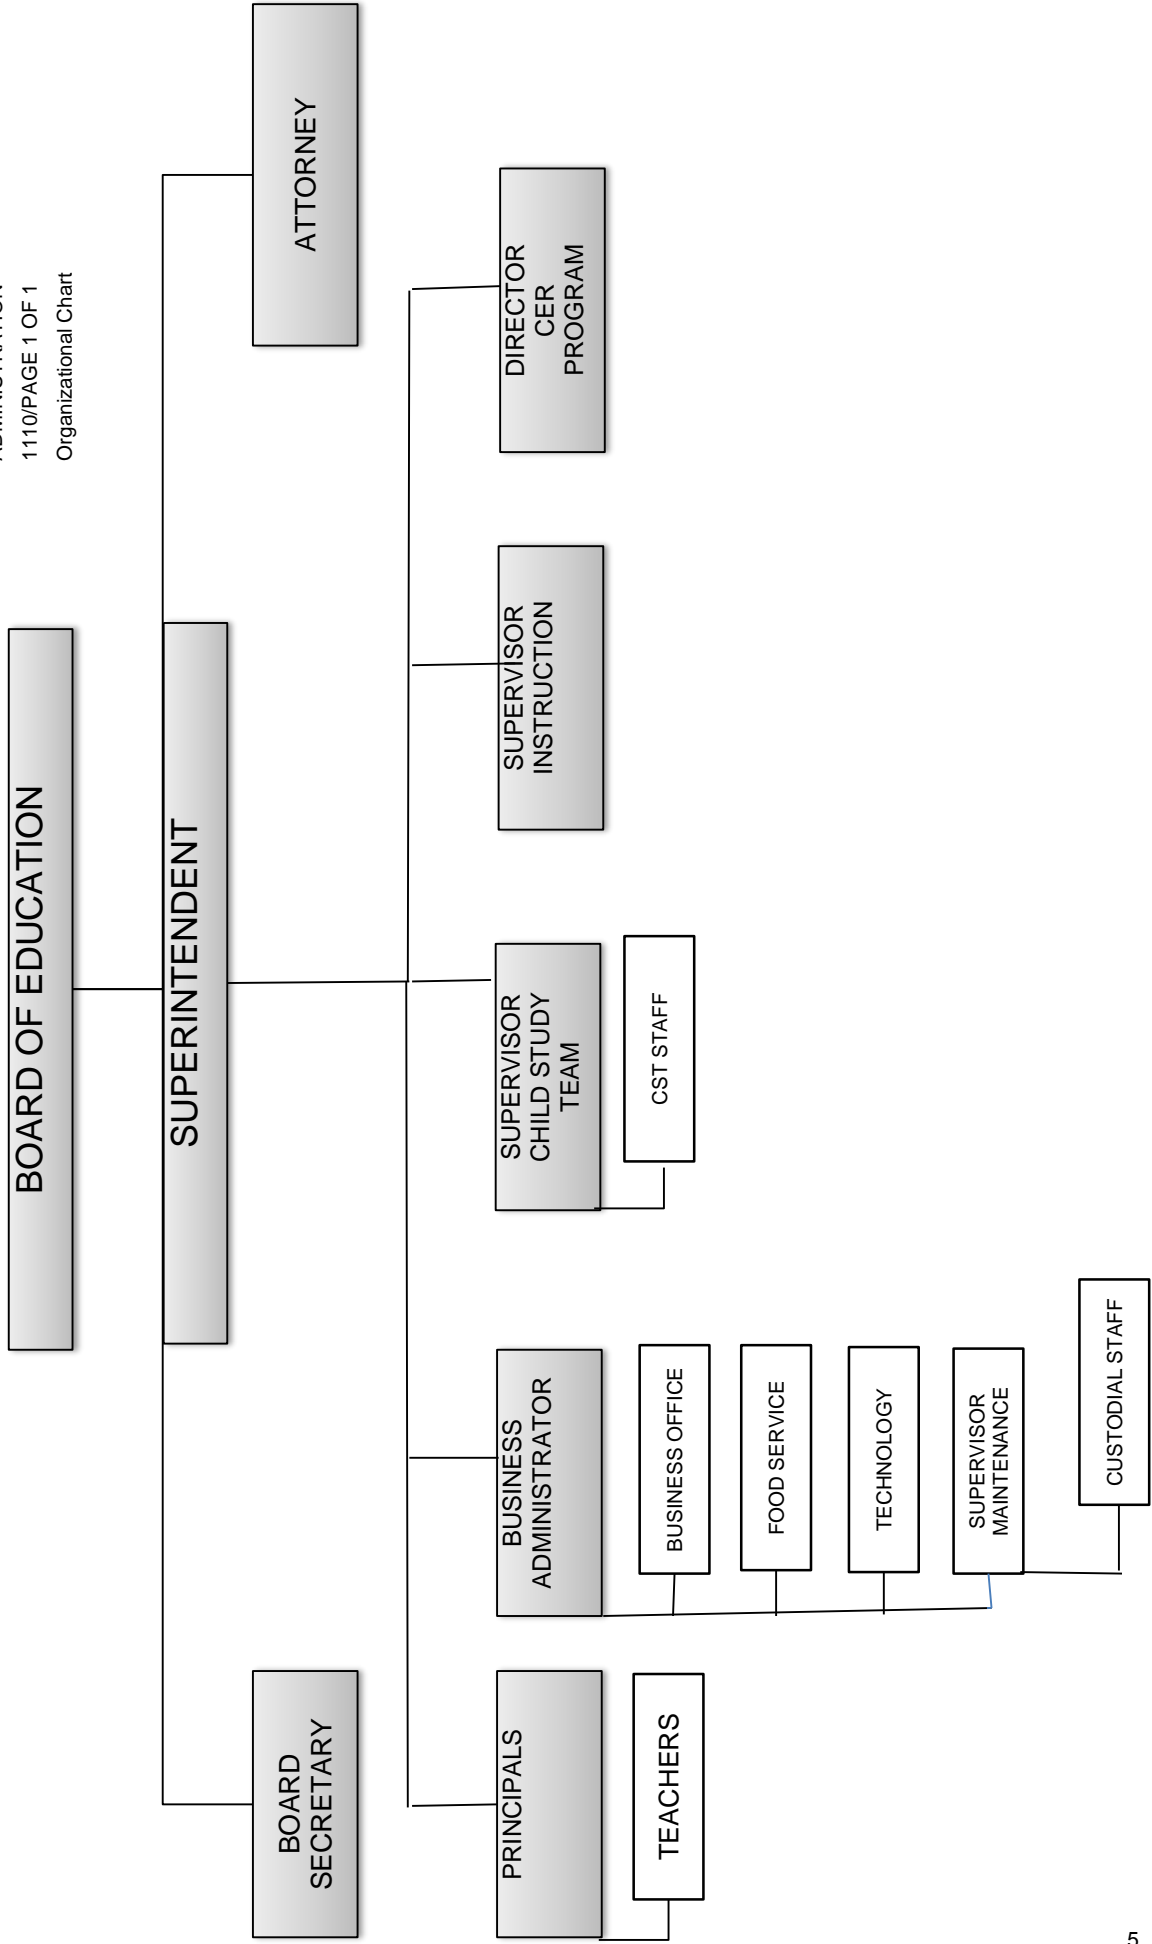 1110/PAGE 1 OF 1
Organizational Chart
BOARD OF EDUCATION
SUPERINTENDENT
BOARD
SECRETARY
ATTORNEY
PRINCIPALS
BUSINESS
ADMINISTRATOR
SUPERVISOR
CHILD STUDY
TEAM
SUPERVISOR
INSTRUCTION
DIRECTOR
CER
PROGRAM
TEACHERS
BUSINESS OFFICE
FOOD SERVICE
TECHNOLOGY
SUPERVISOR
MAINTENANCE
CUSTODIAL STAFF
CST STAFF
5